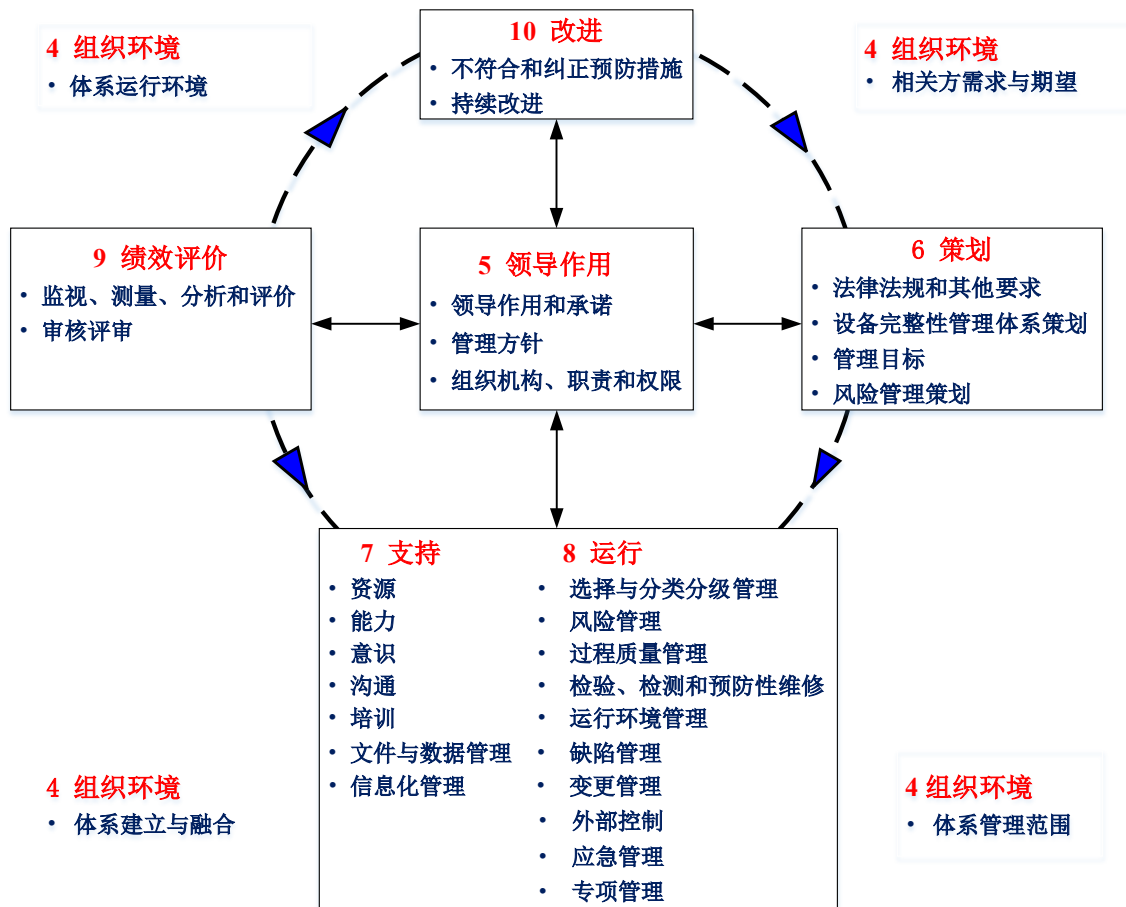 4 组织环境
• 体系运行环境
10 改进
• 不符合和纠正预防措施
• 持续改进
4 组织环境
• 相关方需求与期望
9 绩效评价
• 监视、测量、分析和评价
• 审核评审
5 领导作用
• 领导作用和承诺
• 管理方针
• 组织机构、职责和权限
6 策划
• 法律法规和其他要求
• 设备完整性管理体系策划
• 管理目标
• 风险管理策划
7 支持
• 资源
• 能力
• 意识
• 沟通
• 培训
• 文件与数据管理
• 信息化管理
8 运行
• 选择与分类分级管理
• 风险管理
• 过程质量管理
• 检验、检测和预防性维修
• 运行环境管理
• 缺陷管理
• 变更管理
• 外部控制
• 应急管理
• 专项管理
4 组织环境
• 体系建立与融合
4 组织环境
• 体系管理范围